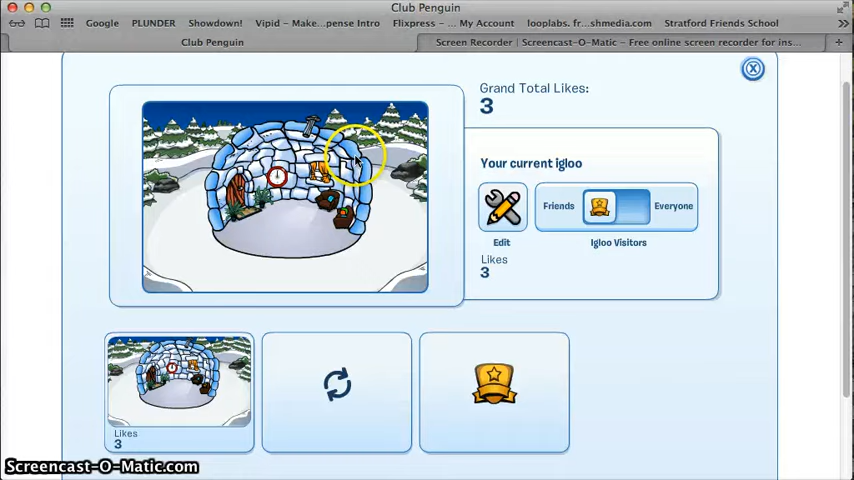 Club Penguin
Google PLUNDER Showdown! Vipid – Make...pense Intro Flixpress – ... My Account looplabs. fr...shmedia.com Stratford Friends School
Club Penguin
Screen Recorder | Screencast-O-Matic – Free online screen recorder for ins...
Grand Total Likes:
3
Your current igloo
Friends
Everyone
Edit
Igloo Visitors
Likes
3
Likes
3
Screencast-O-Matic.com